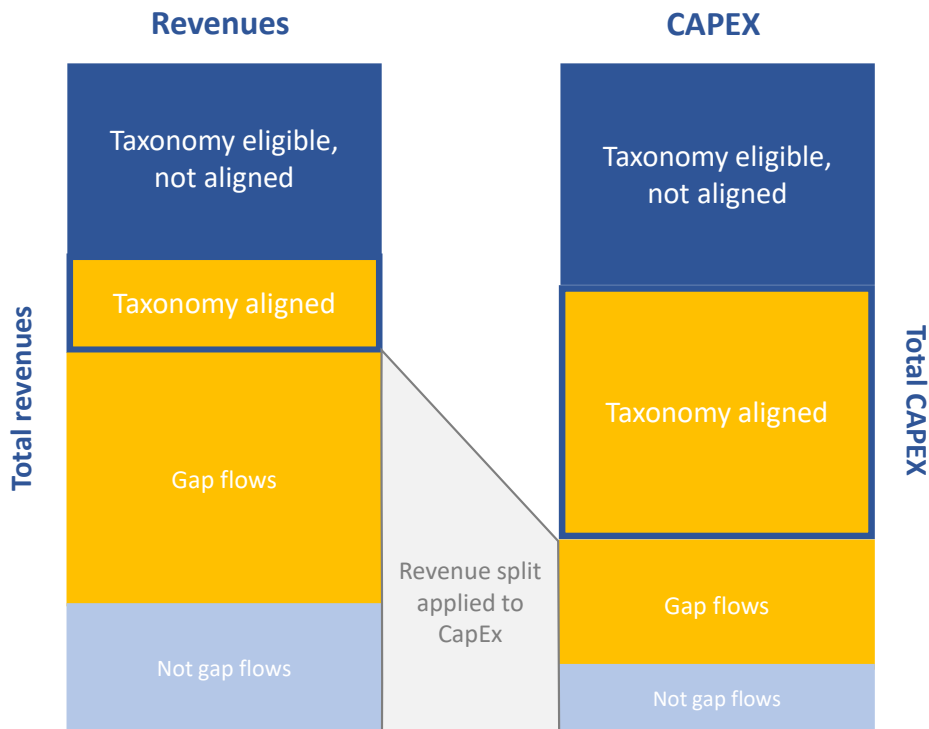 Revenues
CAPEX
Total revenues
Taxonomy eligible,
not aligned
Taxonomy aligned
Gap flows
Not gap flows
Revenue split
applied to
CapEx
Taxonomy eligible,
not aligned
Taxonomy aligned
Gap flows
Not gap flows
Total CAPEX